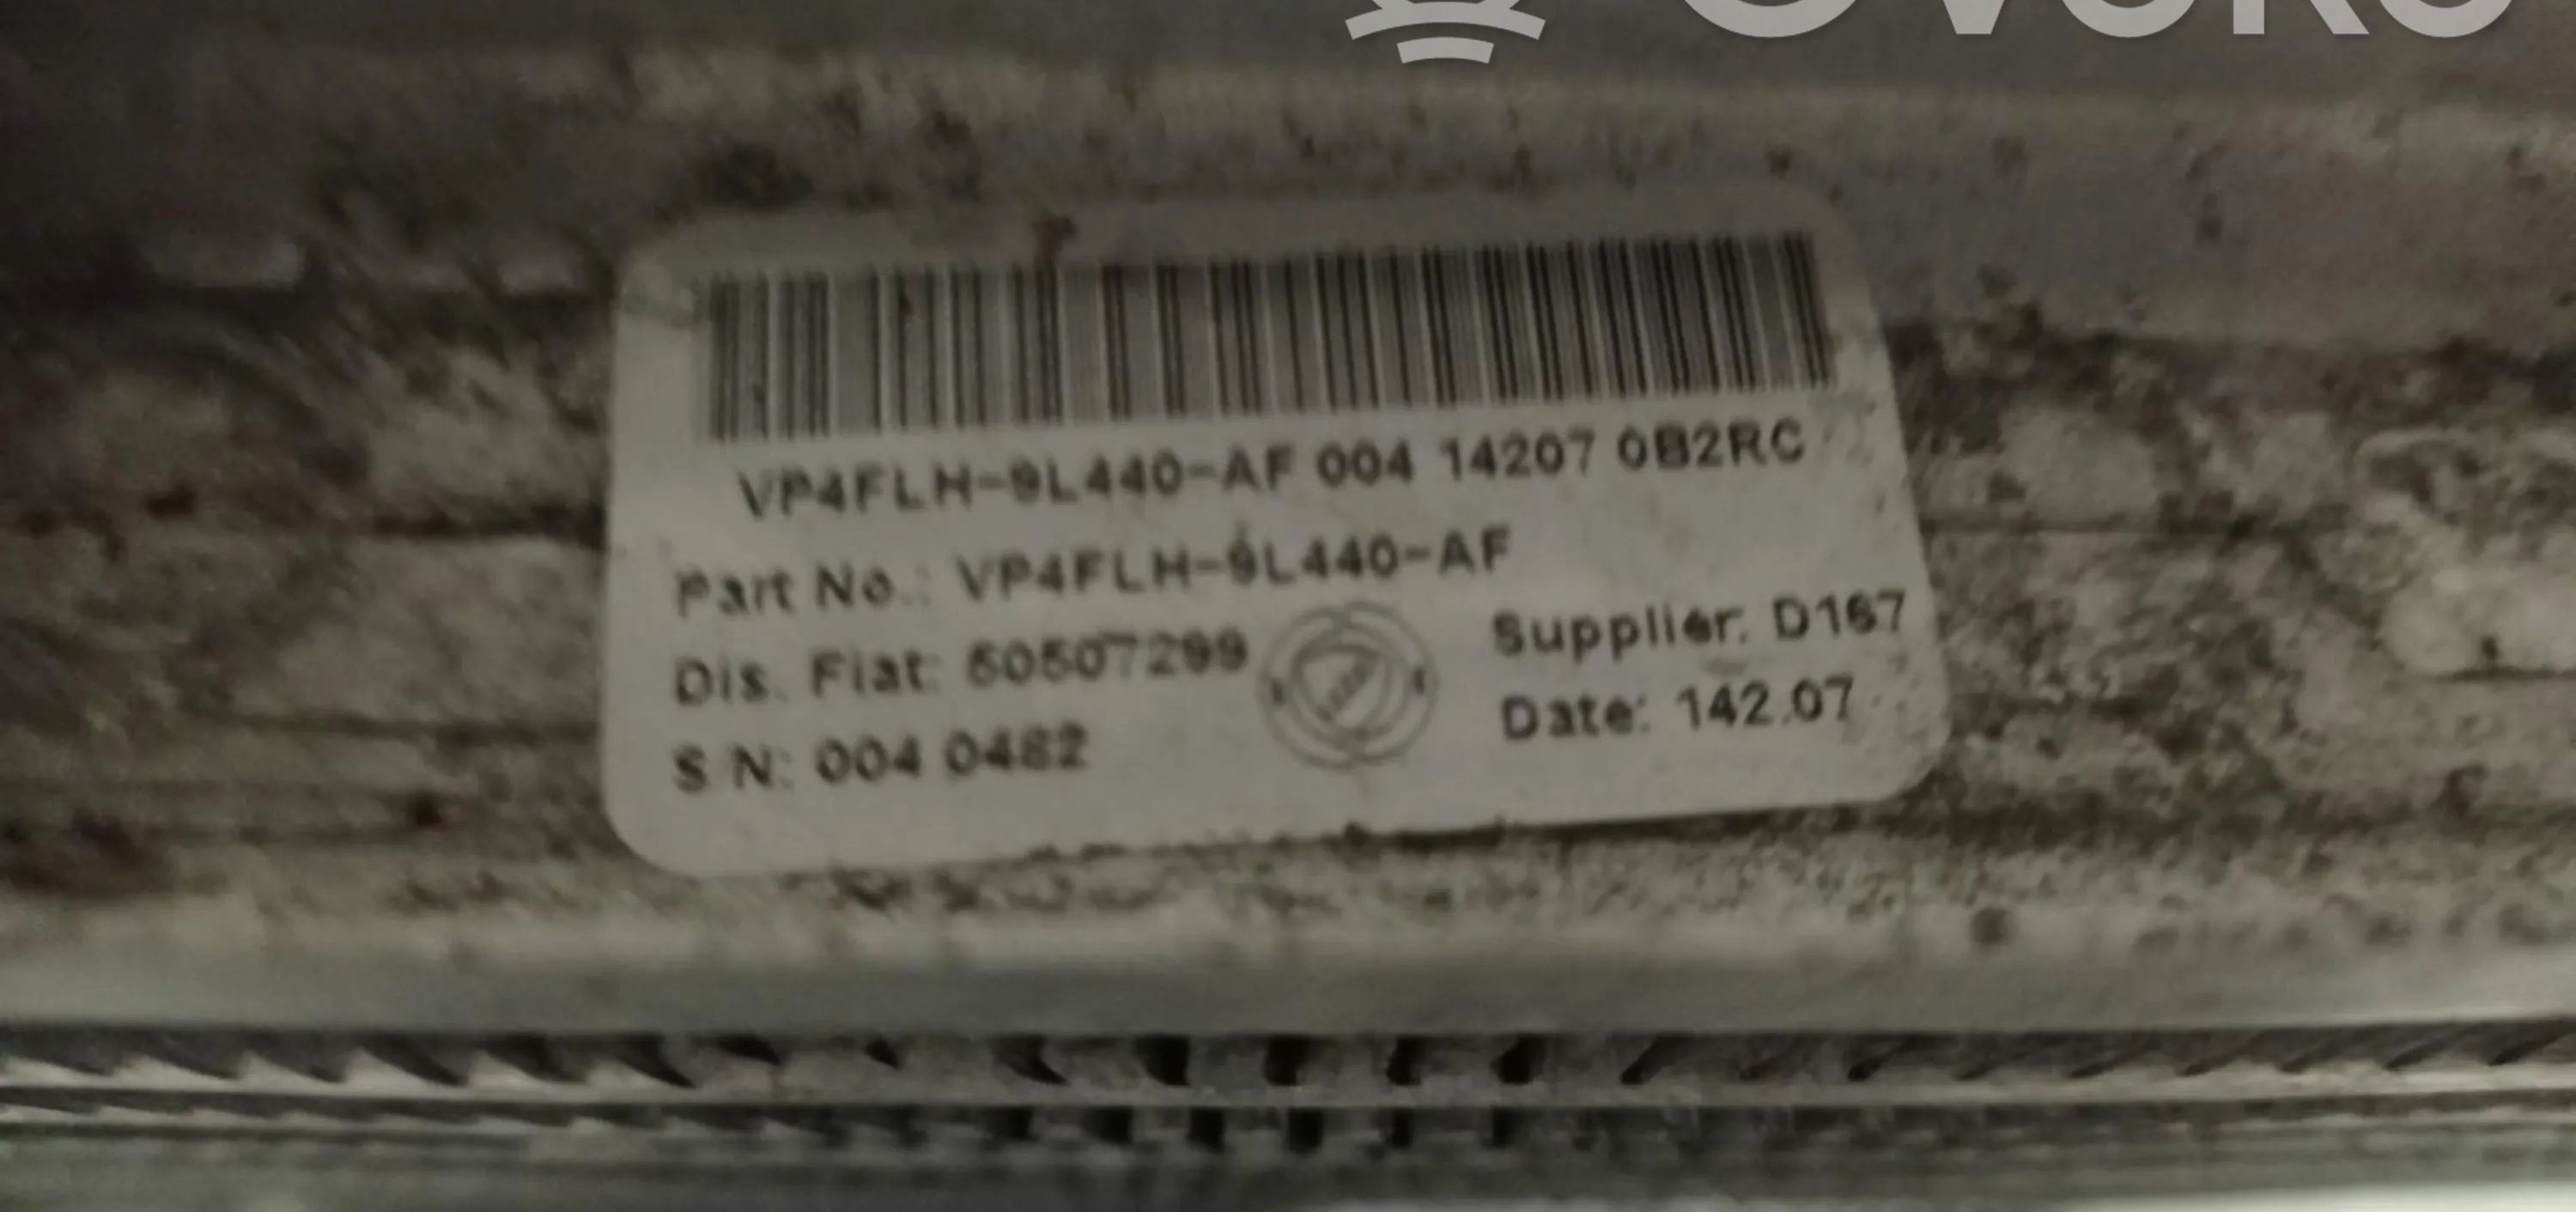 VP4FLH-9L440-AF 004 14207 0B2RC
Part No.: VP4FLH-9L440-AF
Dis. Fiat: 50507299
Supplier: D167
S N: 004 0482
Date: 142.07